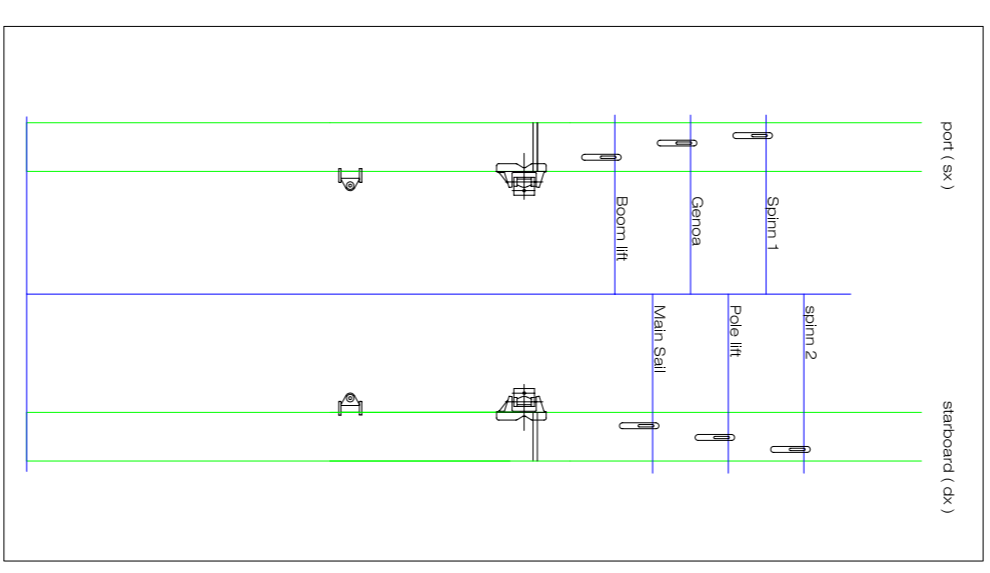 port ( sx )
Spinn 1
Genoa
Boom lift
spinn 2
Pole lift
Main Sail
starboard ( dx )